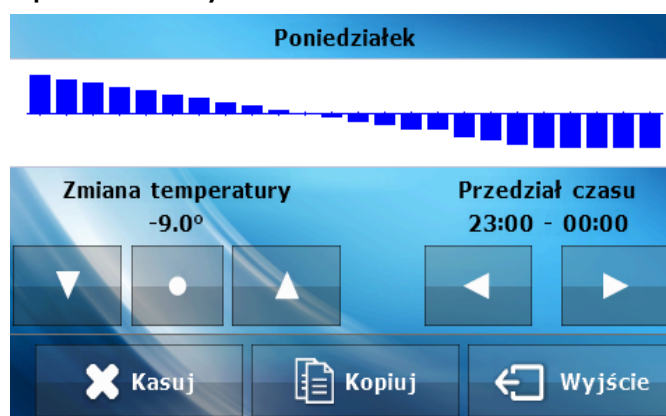 Poniedziałek
Zmiana temperatury
-9.0°
Przedział czasu
23:00 - 00:00
Kasuj
Kopiuj
Wyjście